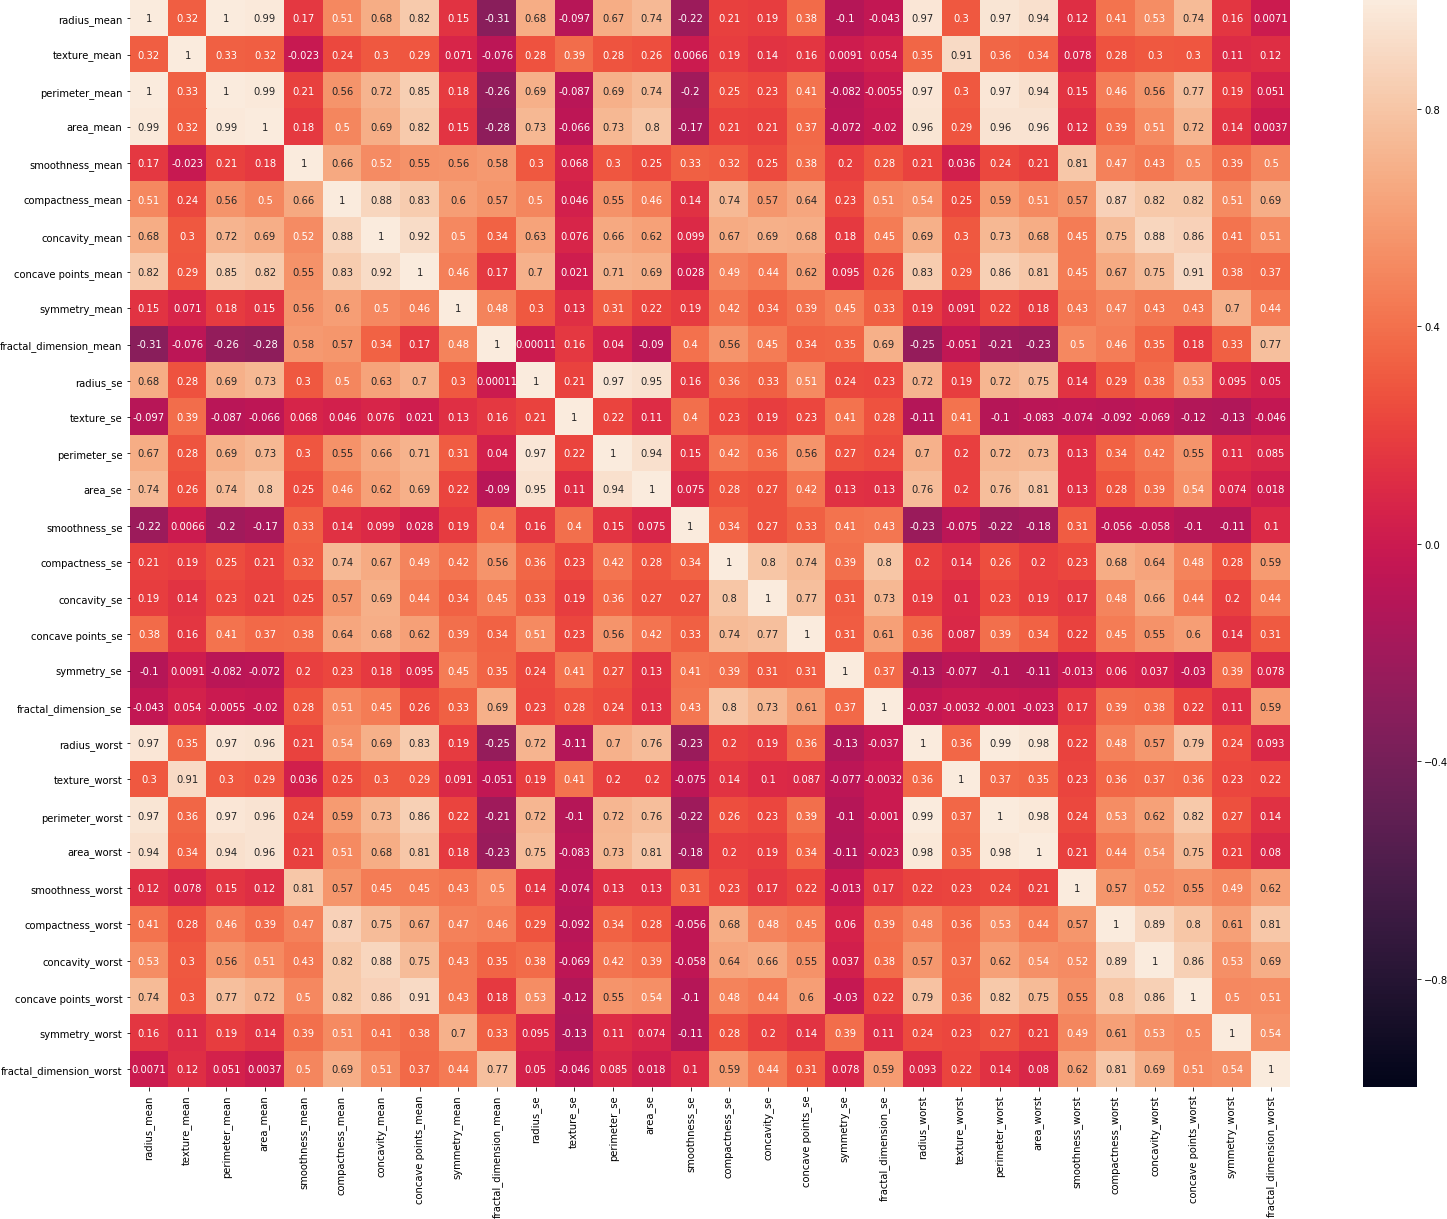 radius_mean 1 0.32 1 0.99 0.17 0.51 0.68 0.82 0.15 -0.31 0.68 -0.097 0.67 0.74 -0.22 0.21 0.19 0.38 -0.1 -0.043 0.97 0.3 0.97 0.94 0.12 0.41 0.53 0.74 0.16 0.0071
texture_mean 0.32 1 0.33 0.32 -0.023 0.24 0.3 0.29 0.071 -0.076 0.28 0.39 0.28 0.26 0.0066 0.19 0.14 0.16 0.0091 0.054 0.35 0.91 0.36 0.34 0.078 0.28 0.3 0.3 0.11 0.12
perimeter_mean 1 0.33 1 0.99 0.21 0.56 0.72 0.85 0.18 -0.26 0.69 -0.087 0.69 0.74 -0.2 0.25 0.23 0.41 -0.082 -0.0055 0.97 0.3 0.97 0.94 0.15 0.46 0.56 0.77 0.19 0.051
0.8
area_mean 0.99 0.32 0.99 1 0.18 0.5 0.69 0.82 0.15 -0.28 0.73 -0.066 0.73 0.8 -0.17 0.21 0.21 0.37 -0.072 -0.02 0.96 0.29 0.96 0.96 0.12 0.39 0.51 0.72 0.14 0.0037
smoothness_mean 0.17 -0.023 0.21 0.18 1 0.66 0.52 0.55 0.56 0.58 0.3 0.068 0.3 0.25 0.33 0.32 0.25 0.38 0.2 0.28 0.21 0.036 0.24 0.21 0.81 0.47 0.43 0.5 0.39 0.5
compactness_mean 0.51 0.24 0.56 0.5 0.66 1 0.88 0.83 0.6 0.57 0.5 0.046 0.55 0.46 0.14 0.74 0.57 0.64 0.23 0.51 0.54 0.25 0.59 0.51 0.57 0.87 0.82 0.82 0.51 0.69
concavity_mean 0.68 0.3 0.72 0.69 0.52 0.88 1 0.92 0.5 0.34 0.63 0.076 0.66 0.62 0.099 0.67 0.69 0.68 0.18 0.45 0.69 0.3 0.73 0.68 0.45 0.75 0.88 0.86 0.41 0.51
concave points_mean 0.82 0.29 0.85 0.82 0.55 0.83 0.92 1 0.46 0.17 0.7 0.021 0.71 0.69 0.028 0.49 0.44 0.62 0.095 0.26 0.83 0.29 0.86 0.81 0.45 0.67 0.75 0.91 0.38 0.37
symmetry_mean 0.15 0.071 0.18 0.15 0.56 0.6 0.5 0.46 1 0.48 0.3 0.13 0.31 0.22 0.19 0.42 0.34 0.39 0.45 0.33 0.19 0.091 0.22 0.18 0.43 0.47 0.43 0.43 0.7 0.44
0.4
fractal_dimension_mean -0.31 -0.076 -0.26 -0.28 0.58 0.57 0.34 0.17 0.48 1 0.00011 0.16 0.04 -0.09 0.4 0.56 0.45 0.34 0.35 0.69 -0.25 -0.051 -0.21 -0.23 0.5 0.46 0.35 0.18 0.33 0.77
radius_se 0.68 0.28 0.69 0.73 0.3 0.5 0.63 0.7 0.3 0.00011 1 0.21 0.97 0.95 0.16 0.36 0.33 0.51 0.24 0.23 0.72 0.19 0.72 0.75 0.14 0.29 0.38 0.53 0.095 0.05
texture_se -0.097 0.39 -0.087 -0.066 0.068 0.046 0.076 0.021 0.13 0.16 0.21 1 0.22 0.11 0.4 0.23 0.19 0.23 0.41 0.28 -0.11 0.41 -0.1 -0.083 -0.074 -0.092 -0.069 -0.12 -0.13 -0.046
perimeter_se 0.67 0.28 0.69 0.73 0.3 0.55 0.66 0.71 0.31 0.04 0.97 0.22 1 0.94 0.15 0.42 0.36 0.56 0.27 0.24 0.7 0.2 0.72 0.73 0.13 0.34 0.42 0.55 0.11 0.085
area_se 0.74 0.26 0.74 0.8 0.25 0.46 0.62 0.69 0.22 -0.09 0.95 0.11 0.94 1 0.075 0.28 0.27 0.42 0.13 0.13 0.76 0.2 0.76 0.81 0.13 0.28 0.39 0.54 0.074 0.018
smoothness_se -0.22 0.0066 -0.2 -0.17 0.33 0.14 0.099 0.028 0.19 0.4 0.16 0.4 0.15 0.075 1 0.34 0.27 0.33 0.41 0.43 -0.23 -0.075 -0.22 -0.18 0.31 -0.056 -0.058 -0.1 -0.11 0.1
0.0
compactness_se 0.21 0.19 0.25 0.21 0.32 0.74 0.67 0.49 0.42 0.56 0.36 0.23 0.42 0.28 0.34 1 0.8 0.74 0.39 0.8 0.2 0.14 0.26 0.2 0.23 0.68 0.64 0.48 0.28 0.59
concavity_se 0.19 0.14 0.23 0.21 0.25 0.57 0.69 0.44 0.34 0.45 0.33 0.19 0.36 0.27 0.27 0.8 1 0.77 0.31 0.73 0.19 0.1 0.23 0.19 0.17 0.48 0.66 0.44 0.2 0.44
concave points_se 0.38 0.16 0.41 0.37 0.38 0.64 0.68 0.62 0.39 0.34 0.51 0.23 0.56 0.42 0.33 0.74 0.77 1 0.31 0.61 0.36 0.087 0.39 0.34 0.22 0.45 0.55 0.6 0.14 0.31
symmetry_se -0.1 0.0091 -0.082 -0.072 0.2 0.23 0.18 0.095 0.45 0.35 0.24 0.41 0.27 0.13 0.41 0.39 0.31 0.31 1 0.37 -0.13 -0.077 -0.1 -0.11 -0.013 0.06 0.037 -0.03 0.39 0.078
fractal_dimension_se -0.043 0.054 -0.0055 -0.02 0.28 0.51 0.45 0.26 0.33 0.69 0.23 0.28 0.24 0.13 0.43 0.8 0.73 0.61 0.37 1 -0.037 -0.0032 -0.001 -0.023 0.17 0.39 0.38 0.22 0.11 0.59
radius_worst 0.97 0.35 0.97 0.96 0.21 0.54 0.69 0.83 0.19 -0.25 0.72 -0.11 0.7 0.76 -0.23 0.2 0.19 0.36 -0.13 -0.037 1 0.36 0.99 0.98 0.22 0.48 0.57 0.79 0.24 0.093
−0.4
texture_worst 0.3 0.91 0.3 0.29 0.036 0.25 0.3 0.29 0.091 -0.051 0.19 0.41 0.2 0.2 -0.075 0.14 0.1 0.087 -0.077 -0.0032 0.36 1 0.37 0.35 0.23 0.36 0.37 0.36 0.23 0.22
perimeter_worst 0.97 0.36 0.97 0.96 0.24 0.59 0.73 0.86 0.22 -0.21 0.72 -0.1 0.72 0.76 -0.22 0.26 0.23 0.39 -0.1 -0.001 0.99 0.37 1 0.98 0.24 0.53 0.62 0.82 0.27 0.14
area_worst 0.94 0.34 0.94 0.96 0.21 0.51 0.68 0.81 0.18 -0.23 0.75 -0.083 0.73 0.81 -0.18 0.2 0.19 0.34 -0.11 -0.023 0.98 0.35 0.98 1 0.21 0.44 0.54 0.75 0.21 0.08
smoothness_worst 0.12 0.078 0.15 0.12 0.81 0.57 0.45 0.45 0.43 0.5 0.14 -0.074 0.13 0.13 0.31 0.23 0.17 0.22 -0.013 0.17 0.22 0.23 0.24 0.21 1 0.57 0.52 0.55 0.49 0.62
compactness_worst 0.41 0.28 0.46 0.39 0.47 0.87 0.75 0.67 0.47 0.46 0.29 -0.092 0.34 0.28 -0.056 0.68 0.48 0.45 0.06 0.39 0.48 0.36 0.53 0.44 0.57 1 0.89 0.8 0.61 0.81
concavity_worst 0.53 0.3 0.56 0.51 0.43 0.82 0.88 0.75 0.43 0.35 0.38 -0.069 0.42 0.39 -0.058 0.64 0.66 0.55 0.037 0.38 0.57 0.37 0.62 0.54 0.52 0.89 1 0.86 0.53 0.69
−0.8
concave points_worst 0.74 0.3 0.77 0.72 0.5 0.82 0.86 0.91 0.43 0.18 0.53 -0.12 0.55 0.54 -0.1 0.48 0.44 0.6 -0.03 0.22 0.79 0.36 0.82 0.75 0.55 0.8 0.86 1 0.5 0.51
symmetry_worst 0.16 0.11 0.19 0.14 0.39 0.51 0.41 0.38 0.7 0.33 0.095 -0.13 0.11 0.074 -0.11 0.28 0.2 0.14 0.39 0.11 0.24 0.23 0.27 0.21 0.49 0.61 0.53 0.5 1 0.54
fractal_dimension_worst 0.0071 0.12 0.051 0.0037 0.5 0.69 0.51 0.37 0.44 0.77 0.05 -0.046 0.085 0.018 0.1 0.59 0.44 0.31 0.078 0.59 0.093 0.22 0.14 0.08 0.62 0.81 0.69 0.51 0.54 1
radius_mean
texture_mean
perimeter_mean
area_mean
smoothness_mean
compactness_mean
concavity_mean
concave points_mean
symmetry_mean
fractal_dimension_mean
radius_se
texture_se
perimeter_se
area_se
smoothness_se
compactness_se
concavity_se
concave points_se
symmetry_se
fractal_dimension_se
radius_worst
texture_worst
perimeter_worst
area_worst
smoothness_worst
compactness_worst
concavity_worst
concave points_worst
symmetry_worst
fractal_dimension_worst